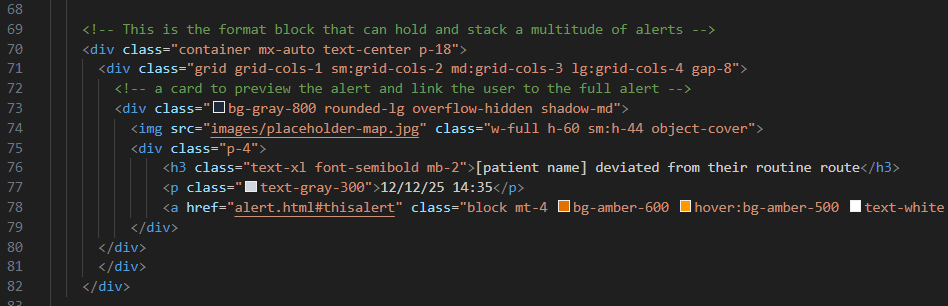 68
69 <!-- This is the format block that can hold and stack a multitude of alerts -->
70 <div class="container mx-auto text-center p-18">
71 <div class="grid grid-cols-1 sm:grid-cols-2 md:grid-cols-3 lg:grid-cols-4 gap-8">
72 <!-- a card to preview the alert and link the user to the full alert -->
73 <div class="bg-gray-800 rounded-lg overflow-hidden shadow-md">
74 <img src="images/placeholder-map.jpg" class="w-full h-60 sm:h-44 object-cover">
75 <div class="p-4">
76 <h3 class="text-xl font-semibold mb-2">[patient name] deviated from their routine route</h3>
77 <p class="text-gray-300">12/12/25 14:35</p>
78 <a href="alert.html#thisalert" class="block mt-4 bg-amber-600 hover:bg-amber-500 text-white
79 </div>
80 </div>
81 </div>
82 </div>
83